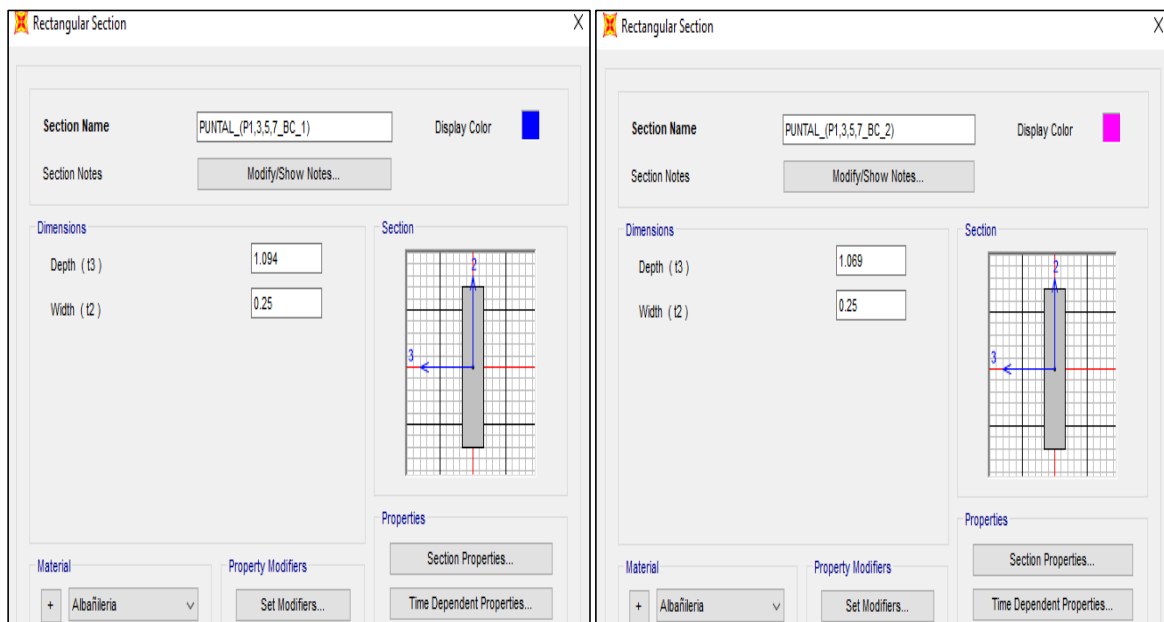 Rectangular Section
Section Name
PUNTAL_(P1,3,5,7_BC_1)
Display Color
Section Notes
Modify/Show Notes...
Dimensions
Depth ( t3 )
1.094
Width ( t2 )
0.25
Section
2
3
Properties
Section Properties...
Time Dependent Properties...
Material
+
Albañileria
Property Modifiers
Set Modifiers...
Rectangular Section
Section Name
PUNTAL_(P1,3,5,7_BC_2)
Display Color
Section Notes
Modify/Show Notes...
Dimensions
Depth ( t3 )
1.069
Width ( t2 )
0.25
Section
2
3
Properties
Section Properties...
Time Dependent Properties...
Material
+
Albañileria
Property Modifiers
Set Modifiers...